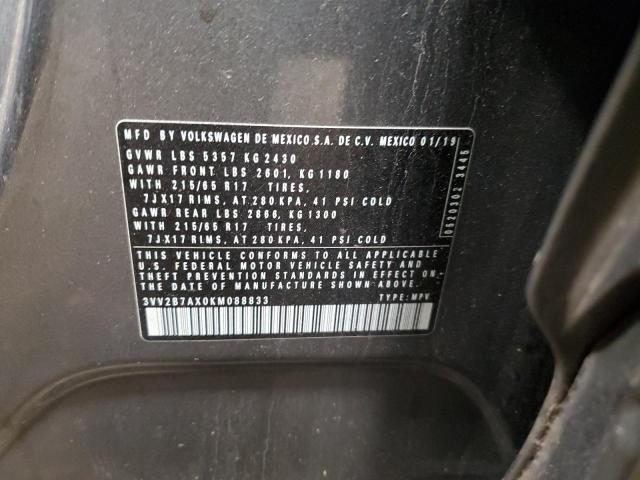 MFD BY VOLKSWAGEN DE MEXICO S.A. DE C.V. MEXICO 01/19
GVWR LBS 5357 KG 2430
GAWR FRONT LBS 2601, KG 1180
WITH 215/65 R17 TIRES,
7JX17 RIMS, AT 280 KPA, 41 PSI COLD
GAWR REAR LBS 2866, KG 1300
WITH 215/65 R17 TIRES,
7JX17 RIMS, AT 280 KPA, 41 PSI COLD
THIS VEHICLE CONFORMS TO ALL APPLICABLE
U.S. FEDERAL MOTOR VEHICLE SAFETY AND
THEFT PREVENTION STANDARDS IN EFFECT ON
THE DATE OF MANUFACTURE SHOWN ABOVE.
3VV2B7AX0KM088833 TYPE: MPV
0520302 2445